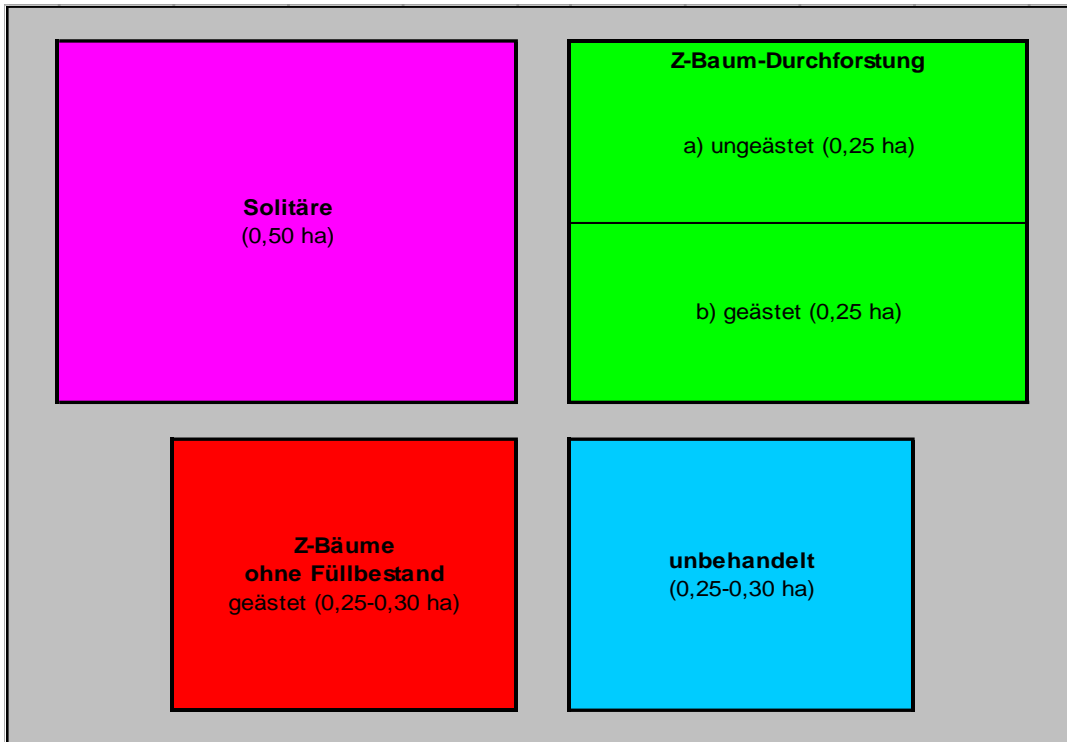 Solitäre
(0,50 ha)
Z-Baum-Durchforstung
a) ungeästet (0,25 ha)
b) geästet (0,25 ha)
Z-Bäume
ohne Füllbestand
geästet (0,25-0,30 ha)
unbehandelt
(0,25-0,30 ha)